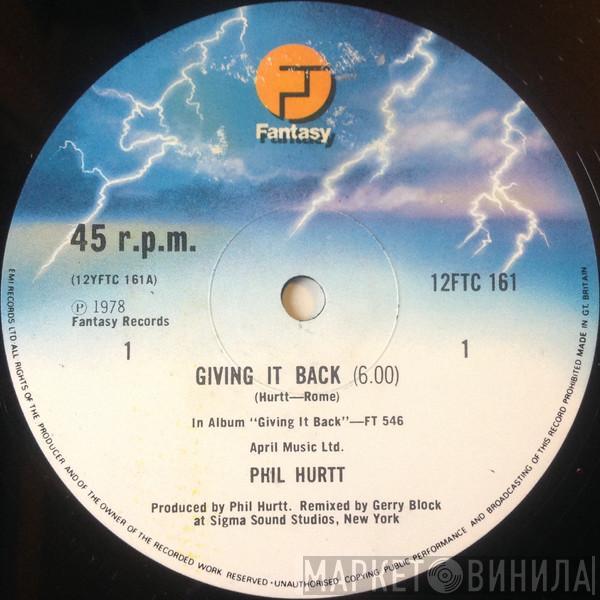 Fantasy
45 r.p.m.
(12YFTC 161A)
12FTC 161
Ⓟ 1978
Fantasy Records
1
1
GIVING IT BACK (6.00)
(Hurtt—Rome)
In Album "Giving It Back"—FT 546
April Music Ltd.
PHIL HURTT
Produced by Phil Hurtt. Remixed by Gerry Block
at Sigma Sound Studios, New York
EMI RECORDS LTD ALL RIGHTS OF THE PRODUCER AND OF THE OWNER OF THE RECORDED WORK RESERVED · UNAUTHORISED COPYING PUBLIC PERFORMANCE AND BROADCASTING OF THIS RECORD PROHIBITED MADE IN GT. BRITAIN
МАРКЕТ ВИНИЛА